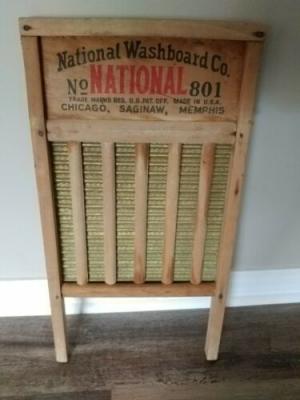 National Washboard Co.
No NATIONAL 801
TRADE MARKS REG. U.S. PAT. OFF. MADE IN U.S.A.
CHICAGO, SAGINAW, MEMPHIS